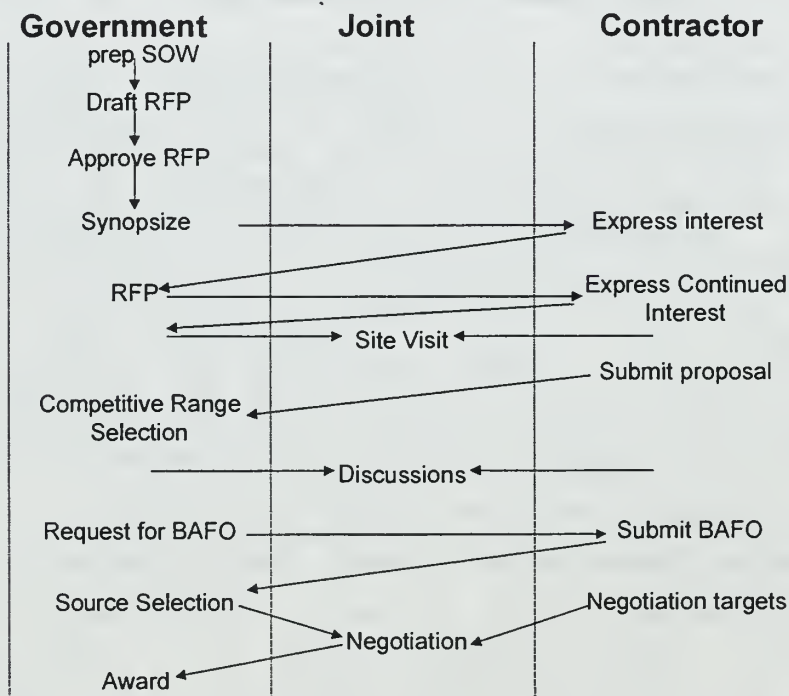 Government Joint Contractor
prep SOW
Draft RFP
Approve RFP
Synopsize Express interest
RFP Express Continued
Interest
Site Visit
Submit proposal
Competitive Range
Selection
Discussions
Request for BAFO Submit BAFO
Source Selection Negotiation targets
Negotiation
Award